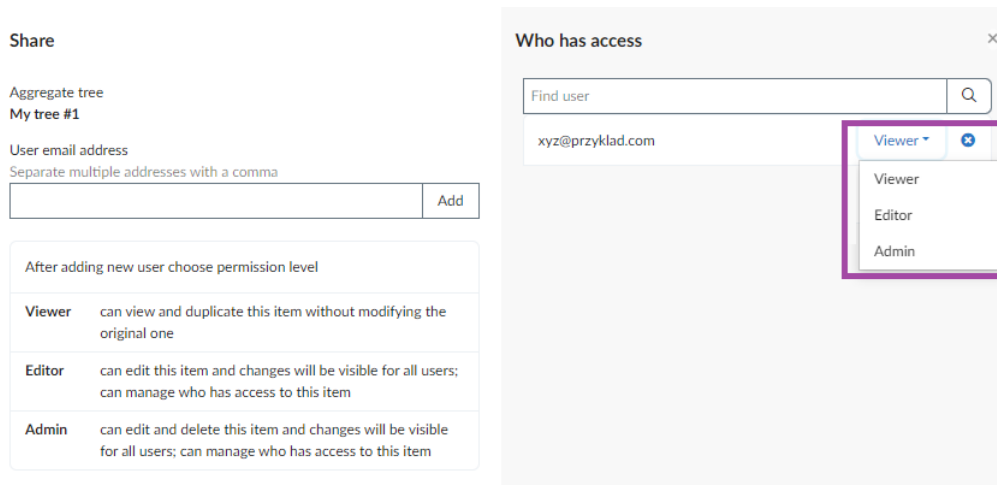 Share
Aggregate tree
My tree #1
User email address
Separate multiple addresses with a comma
Add
After adding new user choose permission level
Viewer can view and duplicate this item without modifying the
original one
Editor can edit this item and changes will be visible for all users;
can manage who has access to this item
Admin can edit and delete this item and changes will be visible
for all users; can manage who has access to this item
Who has access
Find user
xyz@przyklad.com Viewer
Viewer
Editor
Admin